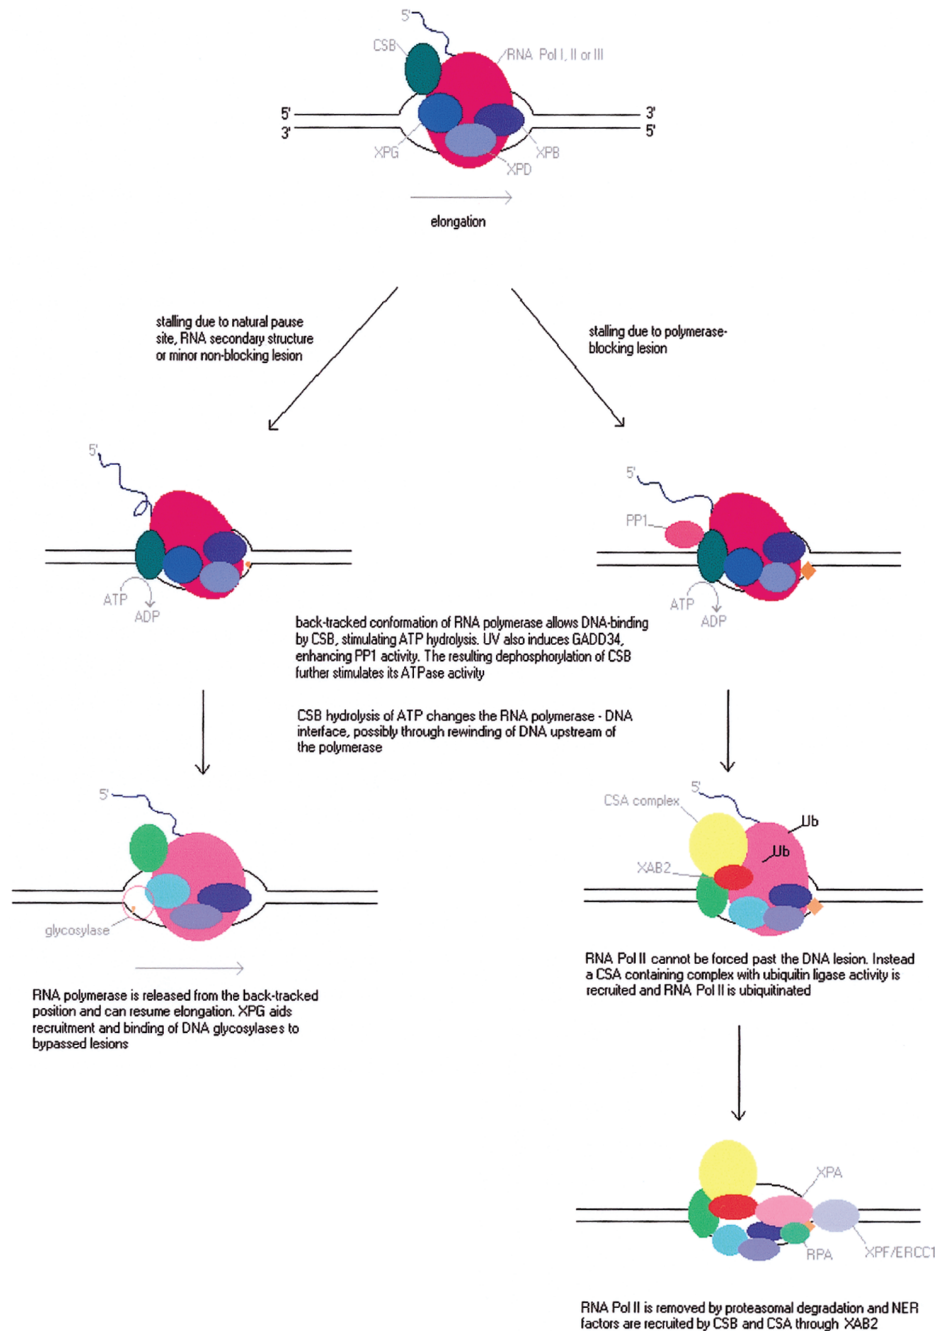 5'
CSB
RNA Pol I, II or III
5'
3'
3'
5'
XPG
XPB
XPD
elongation
stalling due to natural pause
site, RNA secondary structure
or minor non-blocking lesion
stalling due to polymerase-
blocking lesion
5'
5'
PP1
ATP
ADP
ATP
ADP
back-tracked conformation of RNA polymerase allows DNA-binding
by CSB, stimulating ATP hydrolysis. UV also induces GADD34,
enhancing PP1 activity. The resulting dephosphorylation of CSB
further stimulates its ATPase activity
CSB hydrolysis of ATP changes the RNA polymerase - DNA
interface, possibly through rewinding of DNA upstream of
the polymerase
5'
5'
CSA complex
Ub
Ub
XAB2
glycosylase
RNA polymerase is released from the back-tracked
position and can resume elongation. XPG aids
recruitment and binding of DNA glycosylases to
bypassed lesions
RNA Pol II cannot be forced past the DNA lesion. Instead
a CSA containing complex with ubiquitin ligase activity is
recruited and RNA Pol II is ubiquitinated
XPA
RPA
XPF/ERCC1
RNA Pol II is removed by proteasomal degradation and NER
factors are recruited by CSB and CSA through XAB2